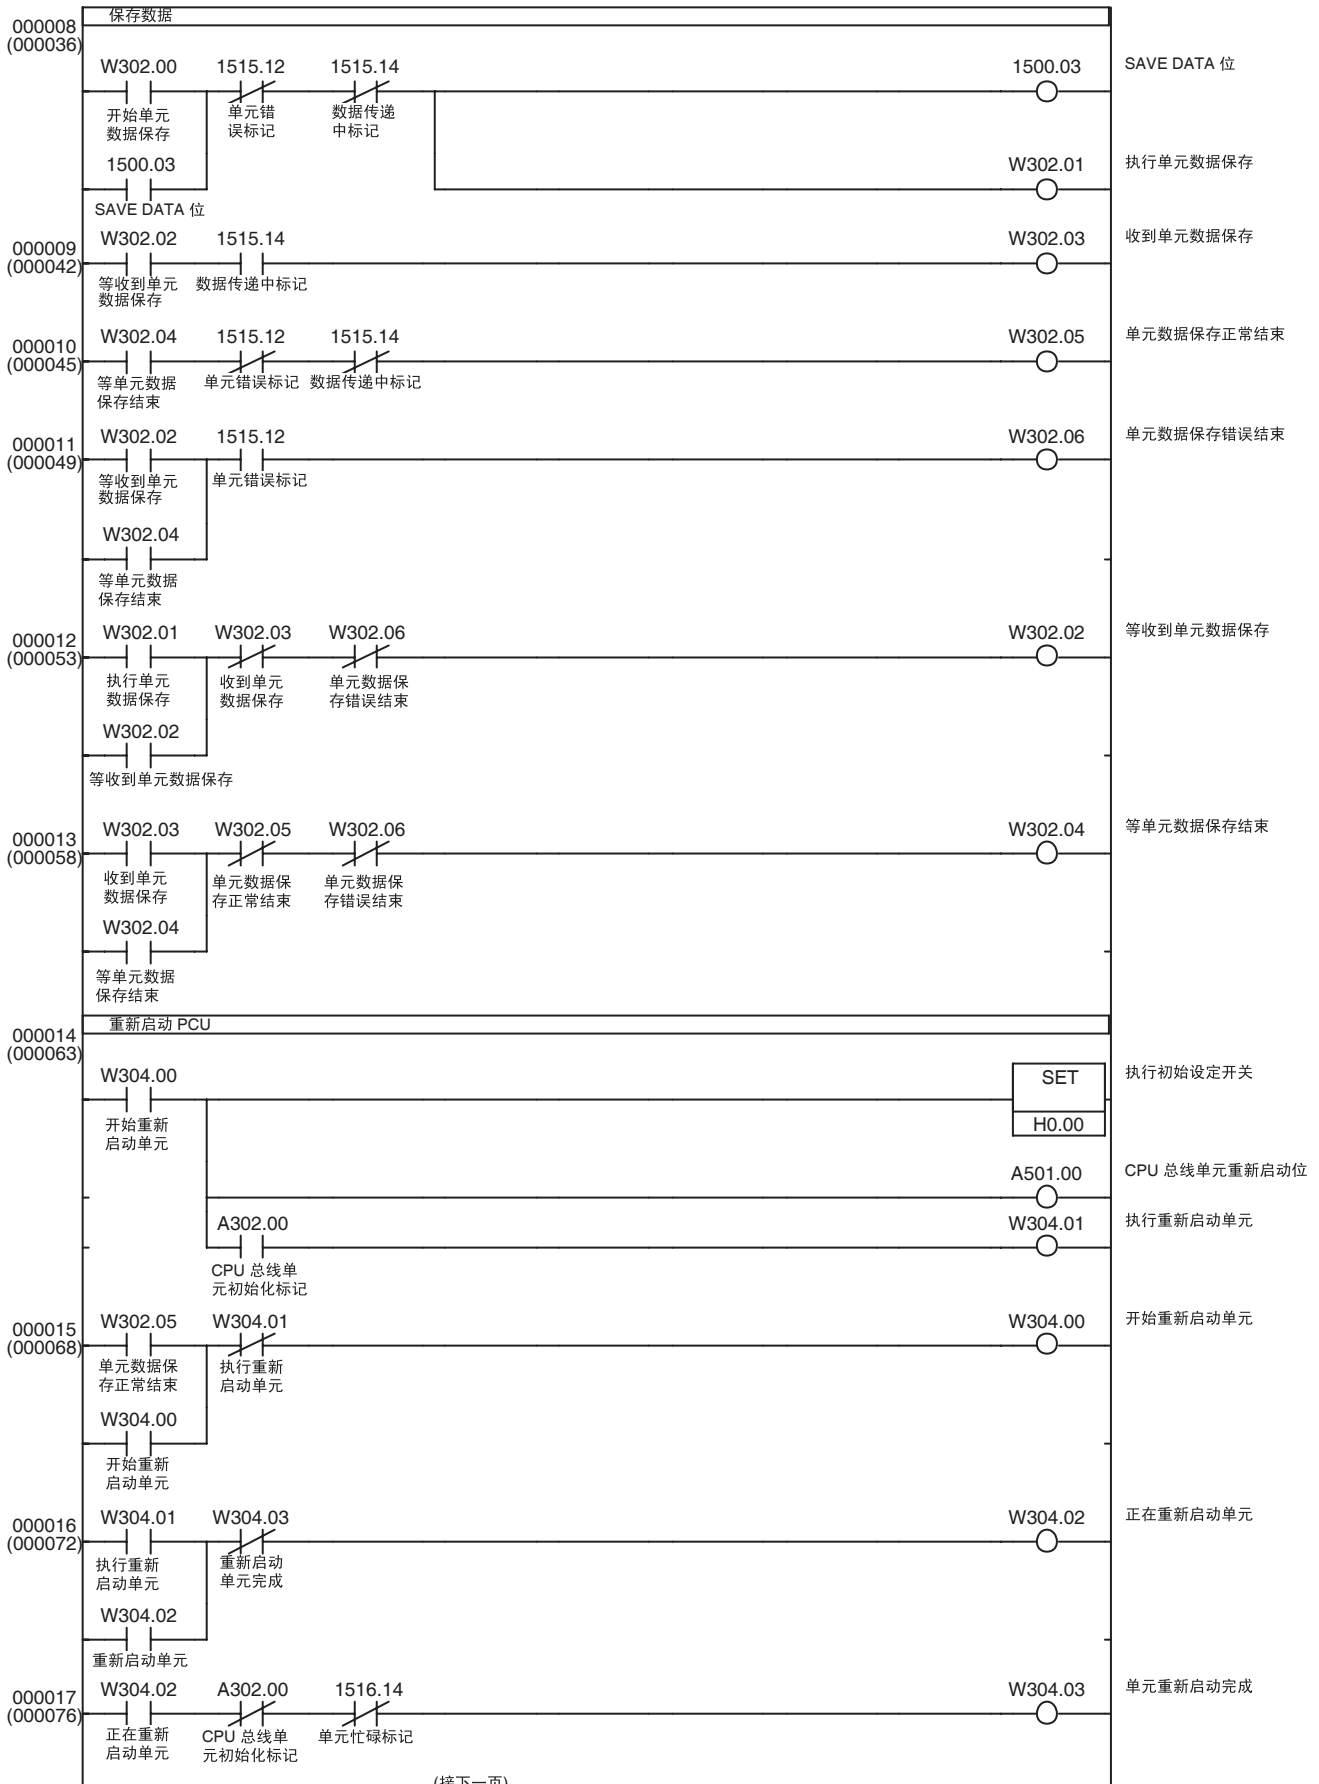 保存数据
000008
(000036)
W302.00 1515.12 1515.14 1500.03 SAVE DATA 位
开始单元 单元错 数据传递
数据保存 误标记 中标记
1500.03 W302.01 执行单元数据保存
SAVE DATA 位
000009
(000042)
W302.02 1515.14 W302.03 收到单元数据保存
等收到单元 数据传递中标记
数据保存
000010
(000045)
W302.04 1515.12 1515.14 W302.05 单元数据保存正常结束
等单元数据 单元错误标记 数据传递中标记
保存结束
000011
(000049)
W302.02 1515.12 W302.06 单元数据保存错误结束
等收到单元 单元错误标记
数据保存
W302.04
等单元数据
保存结束
000012
(000053)
W302.01 W302.03 W302.06 W302.02 等收到单元数据保存
执行单元 收到单元 单元数据保
数据保存 数据保存 存错误结束
W302.02
等收到单元数据保存
000013
(000058)
W302.03 W302.05 W302.06 W302.04 等单元数据保存结束
收到单元 单元数据保 单元数据保
数据保存 存正常结束 存错误结束
W302.04
等单元数据
保存结束
重新启动 PCU
000014
(000063)
W304.00 SET 执行初始设定开关
开始重新 H0.00
启动单元
A501.00 CPU 总线单元重新启动位
A302.00 W304.01 执行重新启动单元
CPU 总线单
元初始化标记
000015
(000068)
W302.05 W304.01 W304.00 开始重新启动单元
单元数据保 执行重新
存正常结束 启动单元
W304.00
开始重新
启动单元
000016
(000072)
W304.01 W304.03 W304.02 正在重新启动单元
执行重新 重新启动
启动单元 单元完成
W304.02
重新启动单元
000017
(000076)
W304.02 A302.00 1516.14 W304.03 单元重新启动完成
正在重新 CPU 总线单 单元忙碌标记
启动单元 元初始化标记
(接下一页)